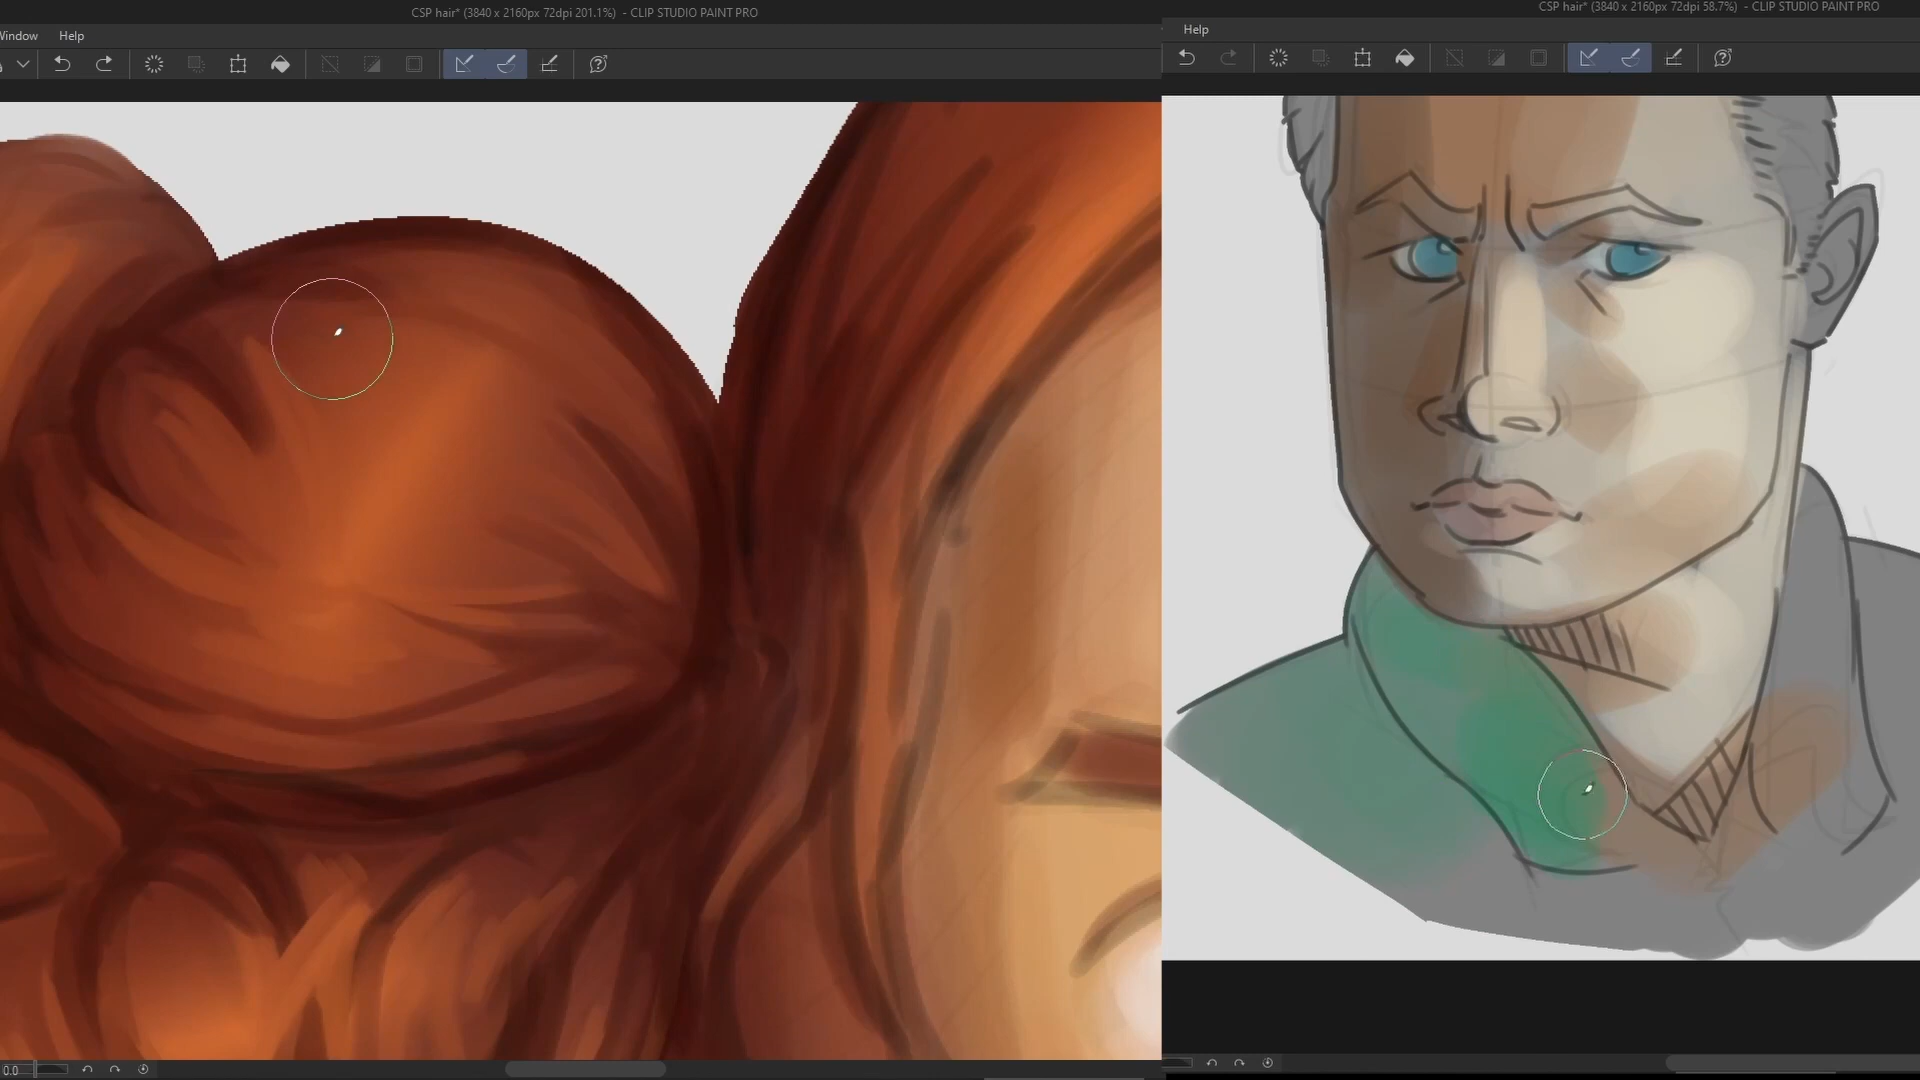 CSP hair* (3840 x 2160px 72dpi 201.1%) - CLIP STUDIO PAINT PRO
Window Help
0.0
CSP hair* (3840 x 2160px 72dpi 58.7%) - CLIP STUDIO PAINT PRO
Help